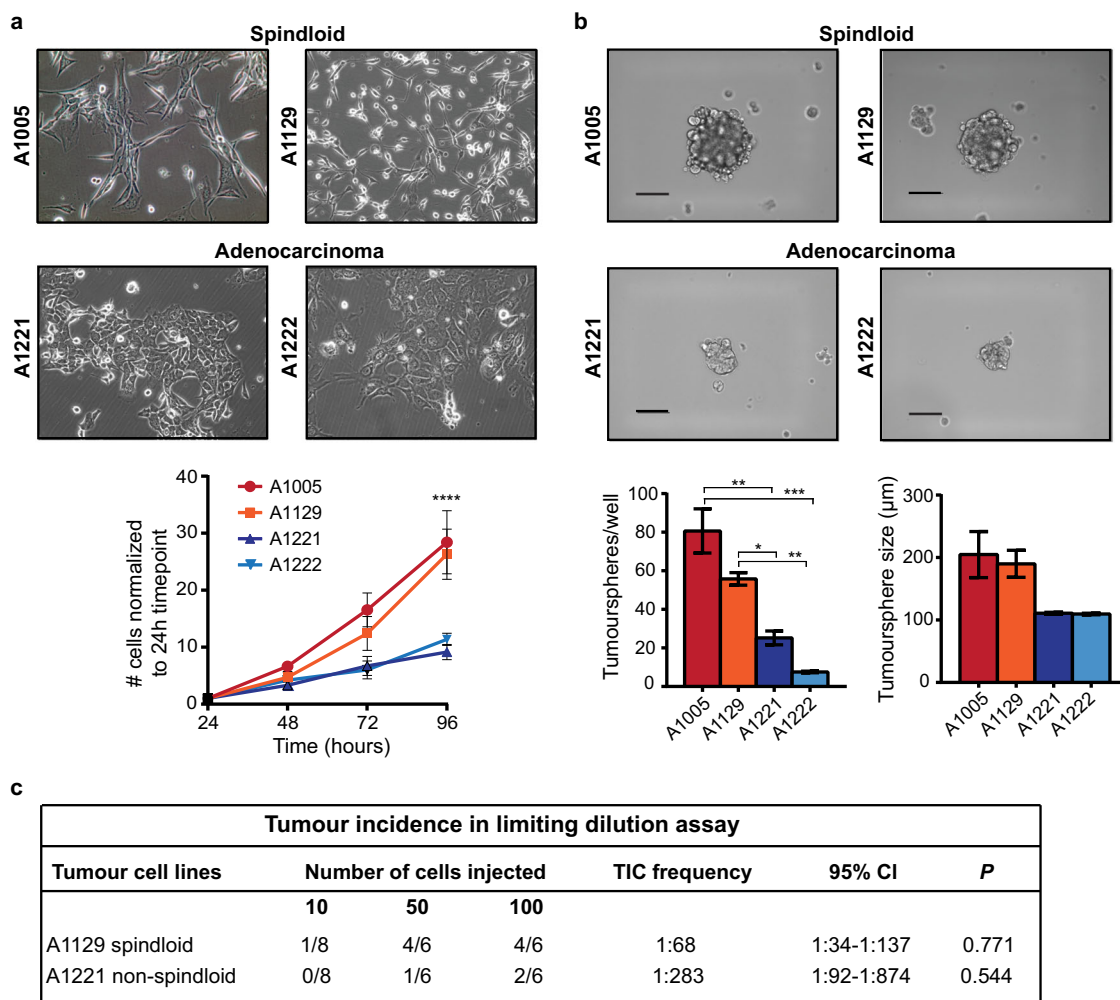 a
Spindloid
A1005
A1129
Adenocarcinoma
A1221
A1222
# cells normalized
to 24h timepoint
40
30
20
10
0
A1005
A1129
A1221
A1222
****
24 48 72 96
Time (hours)
b
Spindloid
A1005
A1129
Adenocarcinoma
A1221
A1222
Tumourspheres/well
80
60
40
20
0
**
***
*
**
A1005 A1129 A1221 A1222
Tumoursphere size (µm)
300
200
100
0
A1005 A1129 A1221 A1222
c
Tumour incidence in limiting dilution assay
Tumour cell lines Number of cells injected TIC frequency 95% CI P
10 50 100
A1129 spindloid 1/8 4/6 4/6 1:68 1:34-1:137 0.771
A1221 non-spindloid 0/8 1/6 2/6 1:283 1:92-1:874 0.544